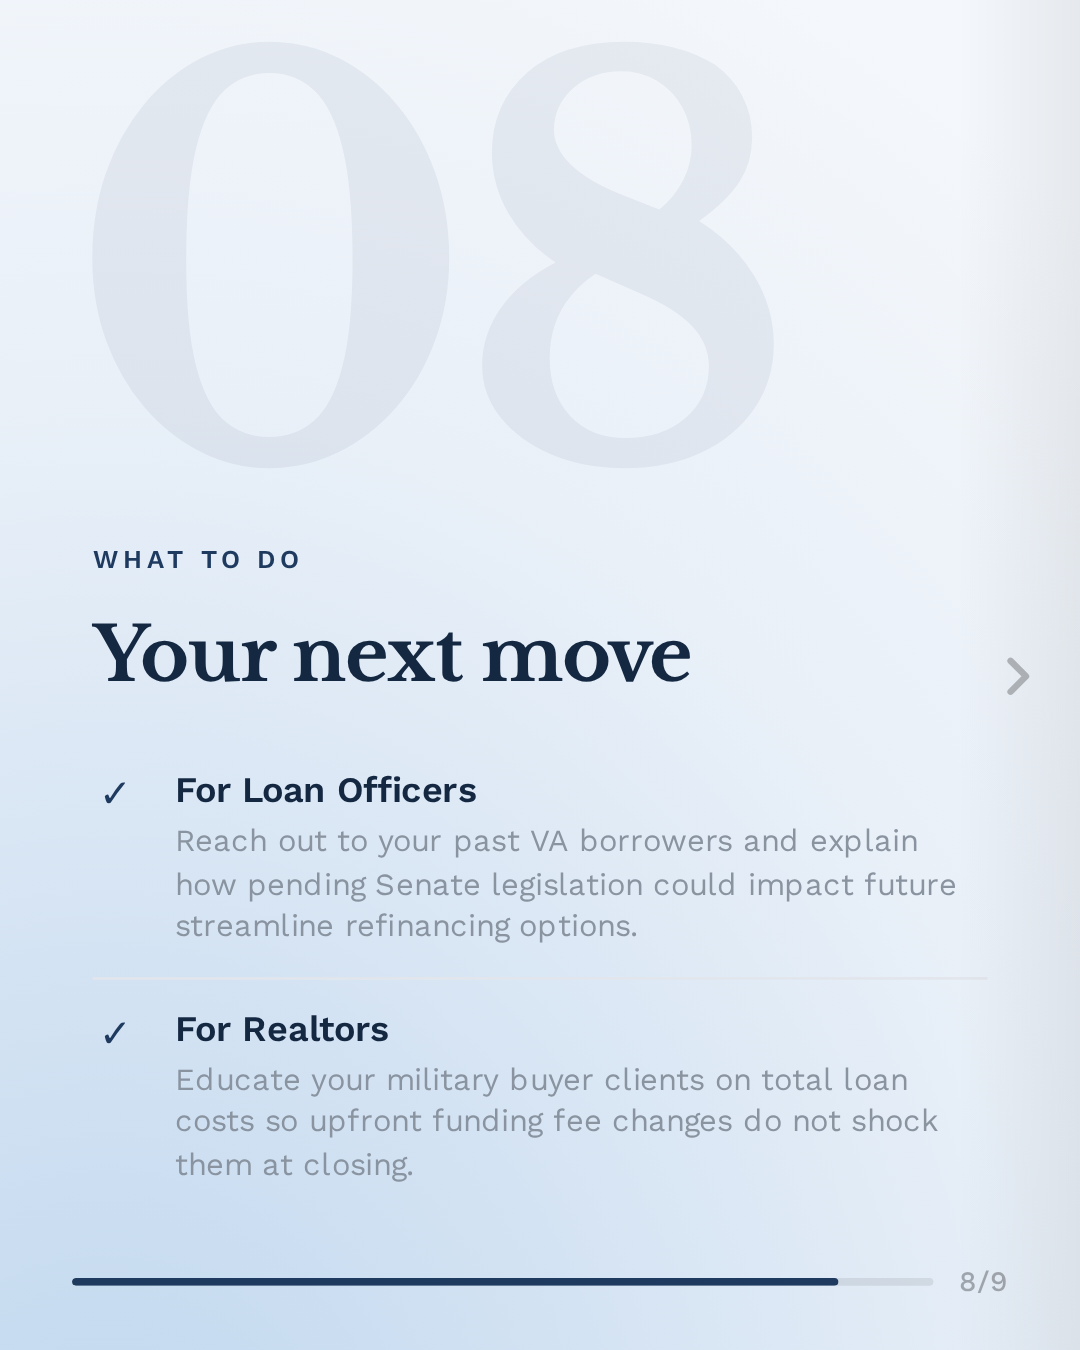 08
WHAT TO DO
Your next move
✓ For Loan Officers
Reach out to your past VA borrowers and explain
how pending Senate legislation could impact future
streamline refinancing options.
✓ For Realtors
Educate your military buyer clients on total loan
costs so upfront funding fee changes do not shock
them at closing.
8/9